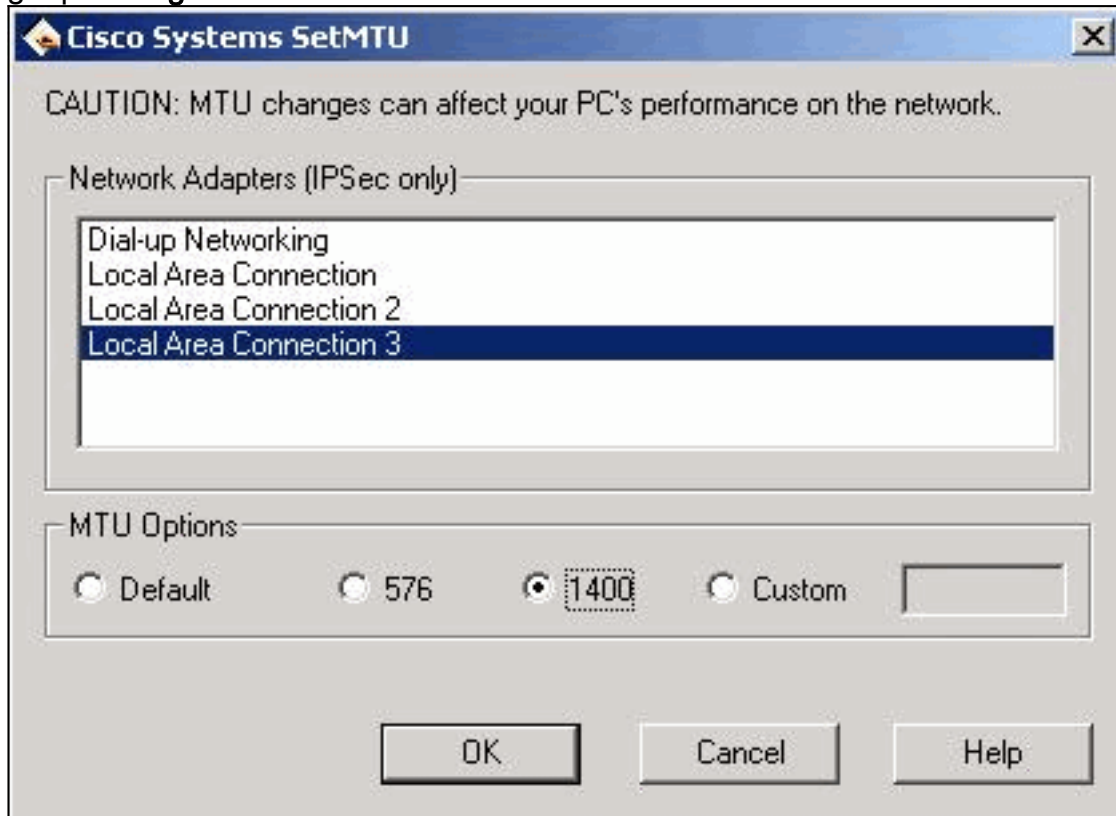 Cisco Systems SetMTU
CAUTION: MTU changes can affect your PC's performance on the network.
Network Adapters (IPSec only)
Dial-up Networking
Local Area Connection
Local Area Connection 2
Local Area Connection 3
MTU Options
Default 576 1400 Custom
OK Cancel Help